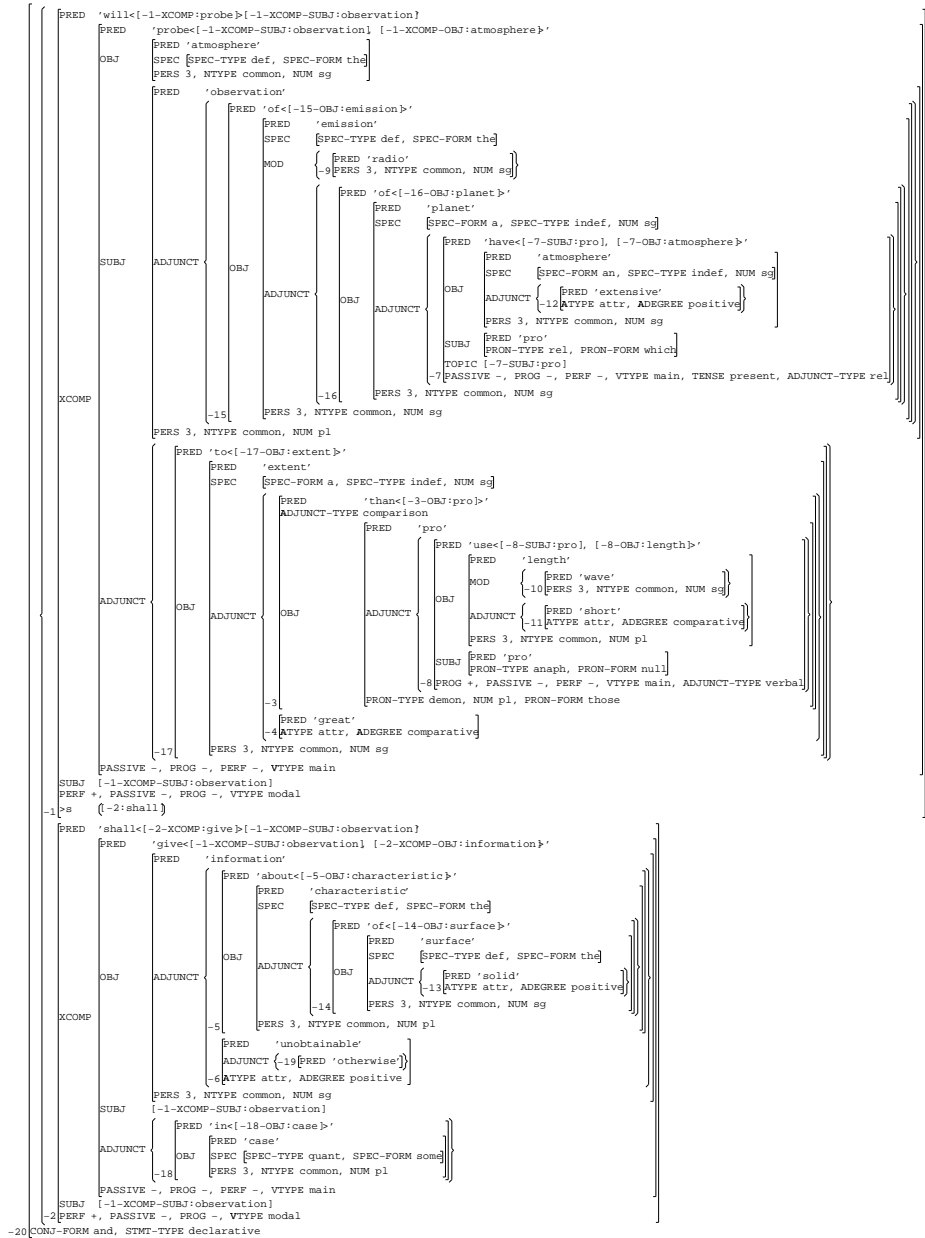 PRED 'will<[-1-XCOMP:probe]>[-1-XCOMP-SUBJ:observation]'
PRED 'probe<[-1-XCOMP-SUBJ:observation], [-1-XCOMP-OBJ:atmosphere]>'
PRED 'atmosphere'
OBJ SPEC [SPEC-TYPE def, SPEC-FORM the]
PERS 3, NTYPE common, NUM sg
PRED 'observation'
PRED 'of<[-15-OBJ:emission]>'
PRED 'emission'
SPEC [SPEC-TYPE def, SPEC-FORM the]
MOD PRED 'radio'
-9 PERS 3, NTYPE common, NUM sg
PRED 'of<[-16-OBJ:planet]>'
PRED 'planet'
SPEC [SPEC-FORM a, SPEC-TYPE indef, NUM sg]
PRED 'have<[-7-SUBJ:pro], [-7-OBJ:atmosphere]>'
PRED 'atmosphere'
SUBJ ADJUNCT OBJ SPEC [SPEC-FORM an, SPEC-TYPE indef, NUM sg]
ADJUNCT OBJ ADJUNCT OBJ ADJUNCT PRED 'extensive'
-12 ATYPE attr, ADEGREE positive
PERS 3, NTYPE common, NUM sg
SUBJ PRED 'pro'
PRON-TYPE rel, PRON-FORM which
TOPIC [-7-SUBJ:pro]
-7 PASSIVE -, PROG -, PERF -, VTYPE main, TENSE present, ADJUNCT-TYPE rel
XCOMP -16 PERS 3, NTYPE common, NUM sg
-15 PERS 3, NTYPE common, NUM sg
PERS 3, NTYPE common, NUM pl
PRED 'to<[-17-OBJ:extent]>'
PRED 'extent'
SPEC [SPEC-FORM a, SPEC-TYPE indef, NUM sg]
PRED 'than<[-3-OBJ:pro]>'
ADJUNCT-TYPE comparison
PRED 'pro'
PRED 'use<[-8-SUBJ:pro], [-8-OBJ:length]>'
PRED 'length'
MOD PRED 'wave'
-10 PERS 3, NTYPE common, NUM sg
ADJUNCT OBJ ADJUNCT OBJ ADJUNCT OBJ
ADJUNCT PRED 'short'
-11 ATYPE attr, ADEGREE comparative
PERS 3, NTYPE common, NUM pl
SUBJ PRED 'pro'
PRON-TYPE anaph, PRON-FORM null
-8 PROG +, PASSIVE -, PERF -, VTYPE main, ADJUNCT-TYPE verbal
-3 PRON-TYPE demon, NUM pl, PRON-FORM those
PRED 'great'
-4 ATYPE attr, ADEGREE comparative
-17 PERS 3, NTYPE common, NUM sg
PASSIVE -, PROG -, PERF -, VTYPE main
SUBJ [-1-XCOMP-SUBJ:observation]
PERF +, PASSIVE -, PROG -, VTYPE modal
-1 >s {[-2:shall]}
PRED 'shall<[-2-XCOMP:give]>[-1-XCOMP-SUBJ:observation]'
PRED 'give<[-1-XCOMP-SUBJ:observation], [-2-XCOMP-OBJ:information]>'
PRED 'information'
PRED 'about<[-5-OBJ:characteristic]>'
PRED 'characteristic'
SPEC [SPEC-TYPE def, SPEC-FORM the]
PRED 'of<[-14-OBJ:surface]>'
PRED 'surface'
OBJ SPEC [SPEC-TYPE def, SPEC-FORM the]
OBJ ADJUNCT ADJUNCT OBJ ADJUNCT PRED 'solid'
-13 ATYPE attr, ADEGREE positive
-14 PERS 3, NTYPE common, NUM sg
XCOMP -5 PERS 3, NTYPE common, NUM pl
PRED 'unobtainable'
ADJUNCT {-19 [PRED 'otherwise']}
-6 ATYPE attr, ADEGREE positive
PERS 3, NTYPE common, NUM sg
SUBJ [-1-XCOMP-SUBJ:observation]
PRED 'in<[-18-OBJ:case]>'
PRED 'case'
ADJUNCT OBJ SPEC [SPEC-TYPE quant, SPEC-FORM some]
-18 PERS 3, NTYPE common, NUM pl
PASSIVE -, PROG -, PERF -, VTYPE main
SUBJ [-1-XCOMP-SUBJ:observation]
-2 PERF +, PASSIVE -, PROG -, VTYPE modal
-20 CONJ-FORM and, STMT-TYPE declarative